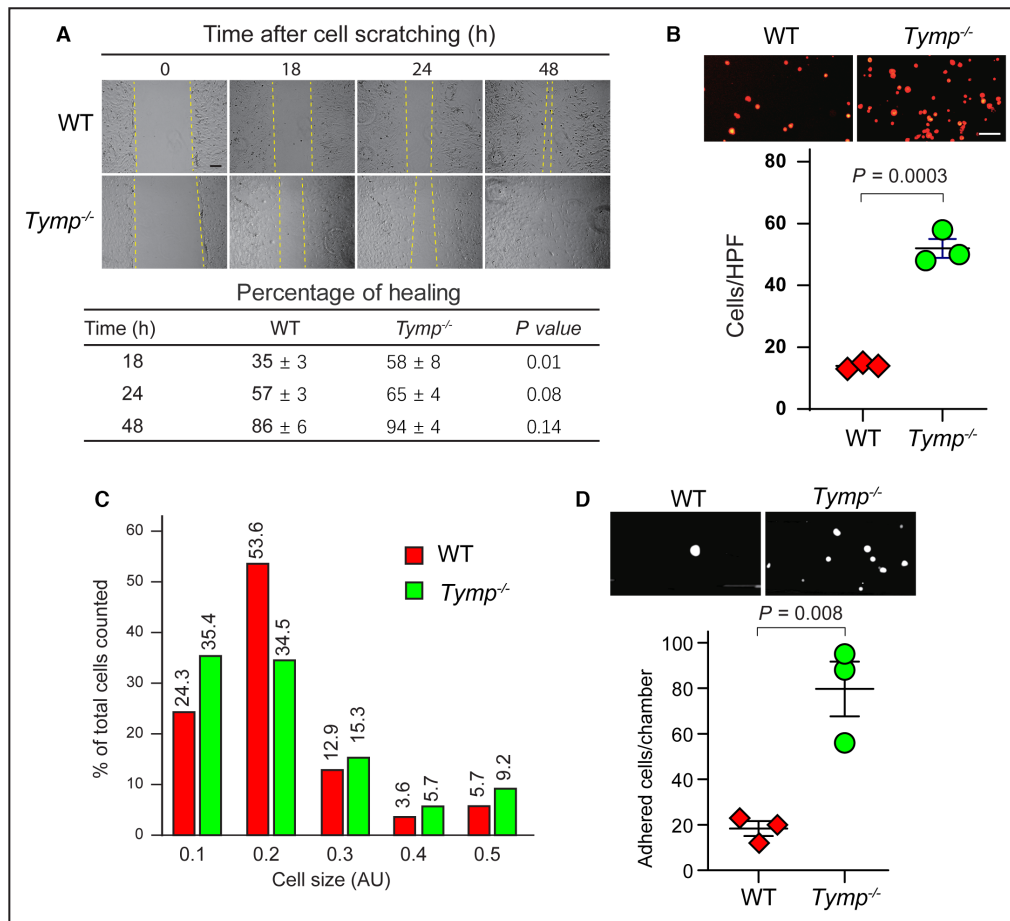 A
Time after cell scratching (h)
0 18 24 48
WT
Tymp-/-
Percentage of healing
Time (h) WT Tymp-/- P value
18 35 ± 3 58 ± 8 0.01
24 57 ± 3 65 ± 4 0.08
48 86 ± 6 94 ± 4 0.14
B
WT Tymp-/-
P = 0.0003
80
60
40
20
0
Cells/HPF
WT Tymp-/-
C
60
50
40
30
20
10
0
% of total cells counted
WT
Tymp-/-
24.3 35.4 53.6 34.5 12.9 15.3 3.6 5.7 5.7 9.2
0.1 0.2 0.3 0.4 0.5
Cell size (AU)
D
WT Tymp-/-
P = 0.008
100
80
60
40
20
0
Adhered cells/chamber
WT Tymp-/-